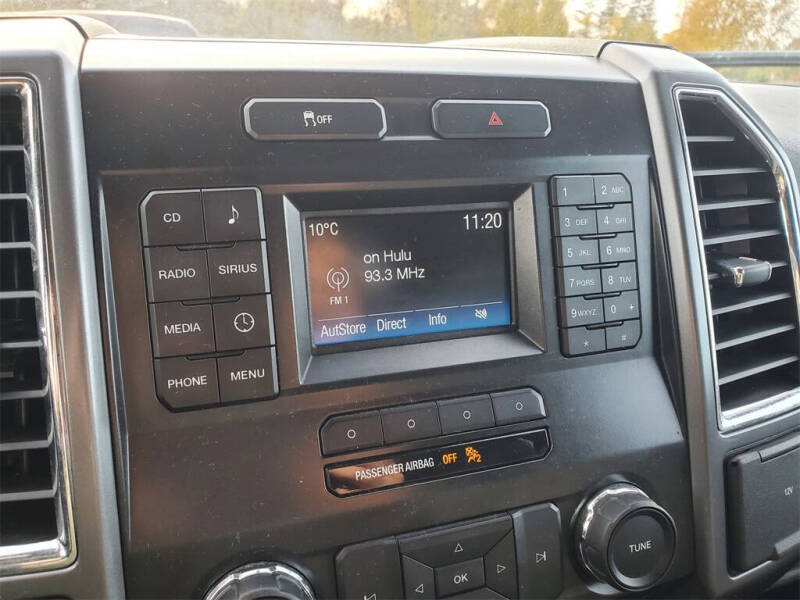 OFF
CD
RADIO SIRIUS
MEDIA
PHONE MENU
10°C 11:20
on Hulu
93.3 MHz
FM 1
AutStore Direct Info
1 2 ABC
3 DEF 4 GHI
5 JKL 6 MNO
7 PQRS 8 TUV
9 WXYZ 0 +
* #
PASSENGER AIRBAG OFF 2
TUNE
OK
12V